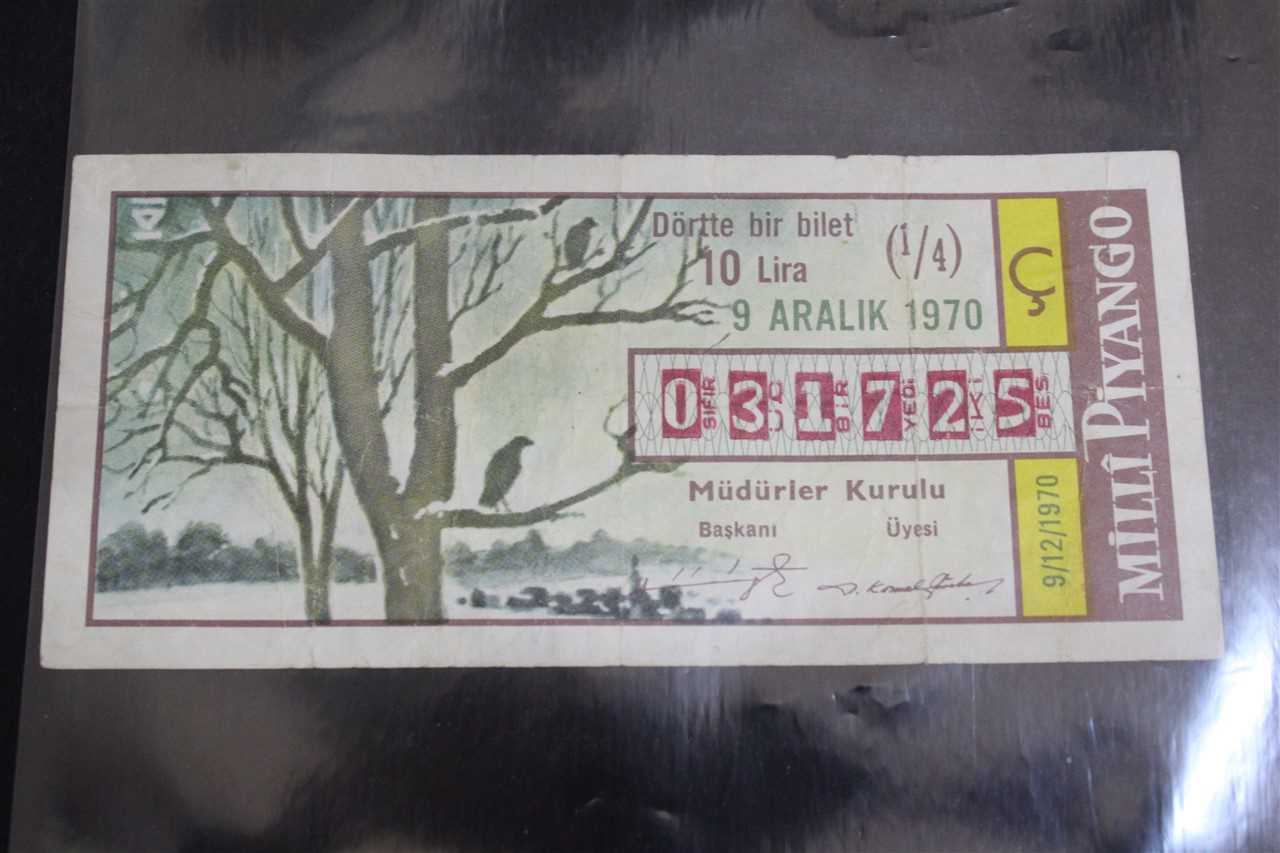 Dörtte bir bilet
(1/4)
10 Lira
9 ARALIK 1970
Ç
0 SIFIR 3 1 BİR 7 YEDİ 2 İKİ 5 BEŞ
Müdürler Kurulu
Başkanı Üyesi
9/12/1970
MİLLÎ PİYANGO